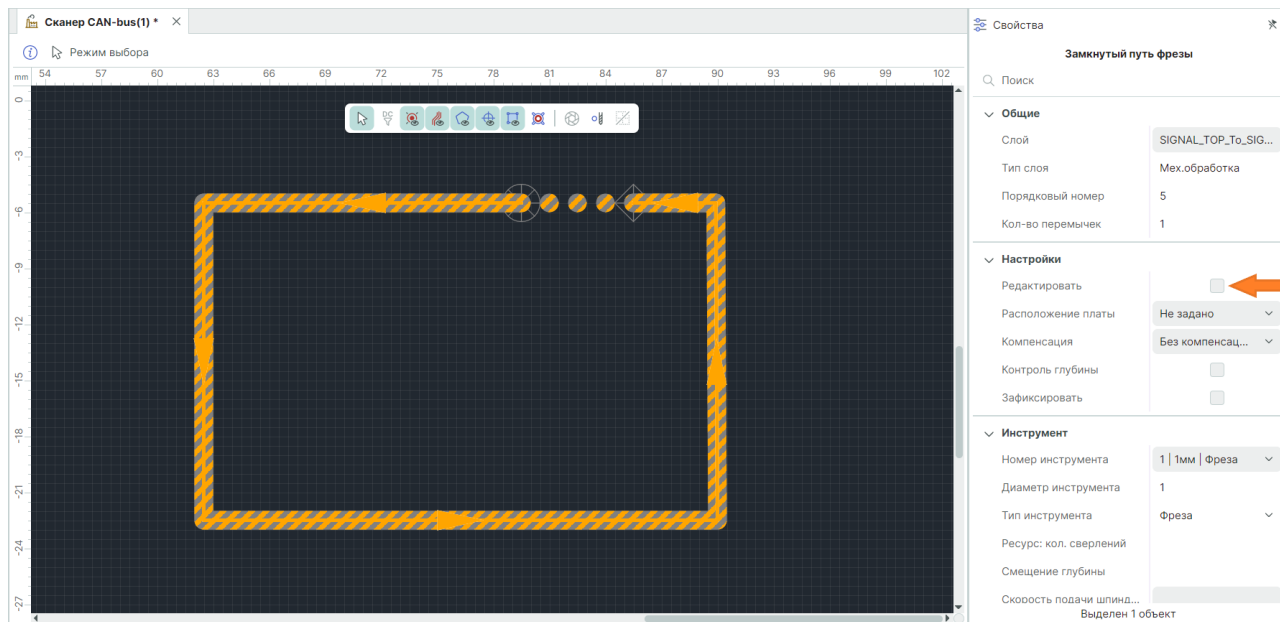 Сканер CAN-bus(1) *
Режим выбора
mm 54 57 60 63 66 69 72 75 78 81 84 87 90 93 96 99 102
0
-3
-6
-9
-12
-15
-18
-21
-24
-27
DC
Свойства
Замкнутый путь фрезы
Поиск
Общие
Слой SIGNAL_TOP_To_SIG...
Тип слоя Мех.обработка
Порядковый номер 5
Кол-во перемычек 1
Настройки
Редактировать
Расположение платы Не задано
Компенсация Без компенсац...
Контроль глубины
Зафиксировать
Инструмент
Номер инструмента 1 | 1мм | Фреза
Диаметр инструмента 1
Тип инструмента Фреза
Ресурс: кол. сверлений
Смещение глубины
Скорость подачи шпинд...
Выделен 1 объект